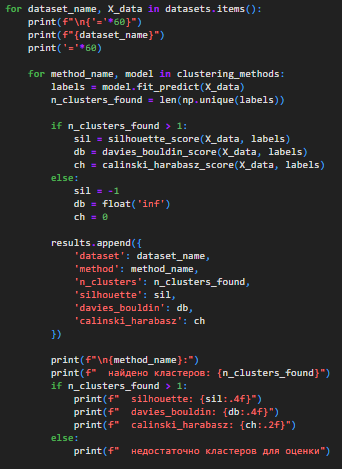 for dataset_name, X_data in datasets.items():
    print(f"\n{'='*60}")
    print(f"{dataset_name}")
    print('='*60)

    for method_name, model in clustering_methods:
        labels = model.fit_predict(X_data)
        n_clusters_found = len(np.unique(labels))

        if n_clusters_found > 1:
            sil = silhouette_score(X_data, labels)
            db = davies_bouldin_score(X_data, labels)
            ch = calinski_harabasz_score(X_data, labels)
        else:
            sil = -1
            db = float('inf')
            ch = 0

        results.append({
            'dataset': dataset_name,
            'method': method_name,
            'n_clusters': n_clusters_found,
            'silhouette': sil,
            'davies_bouldin': db,
            'calinski_harabasz': ch
        })

        print(f"\n{method_name}:")
        print(f"  найдено кластеров: {n_clusters_found}")
        if n_clusters_found > 1:
            print(f"  silhouette: {sil:.4f}")
            print(f"  davies_bouldin: {db:.4f}")
            print(f"  calinski_harabasz: {ch:.2f}")
        else:
            print(f"  недостаточно кластеров для оценки")